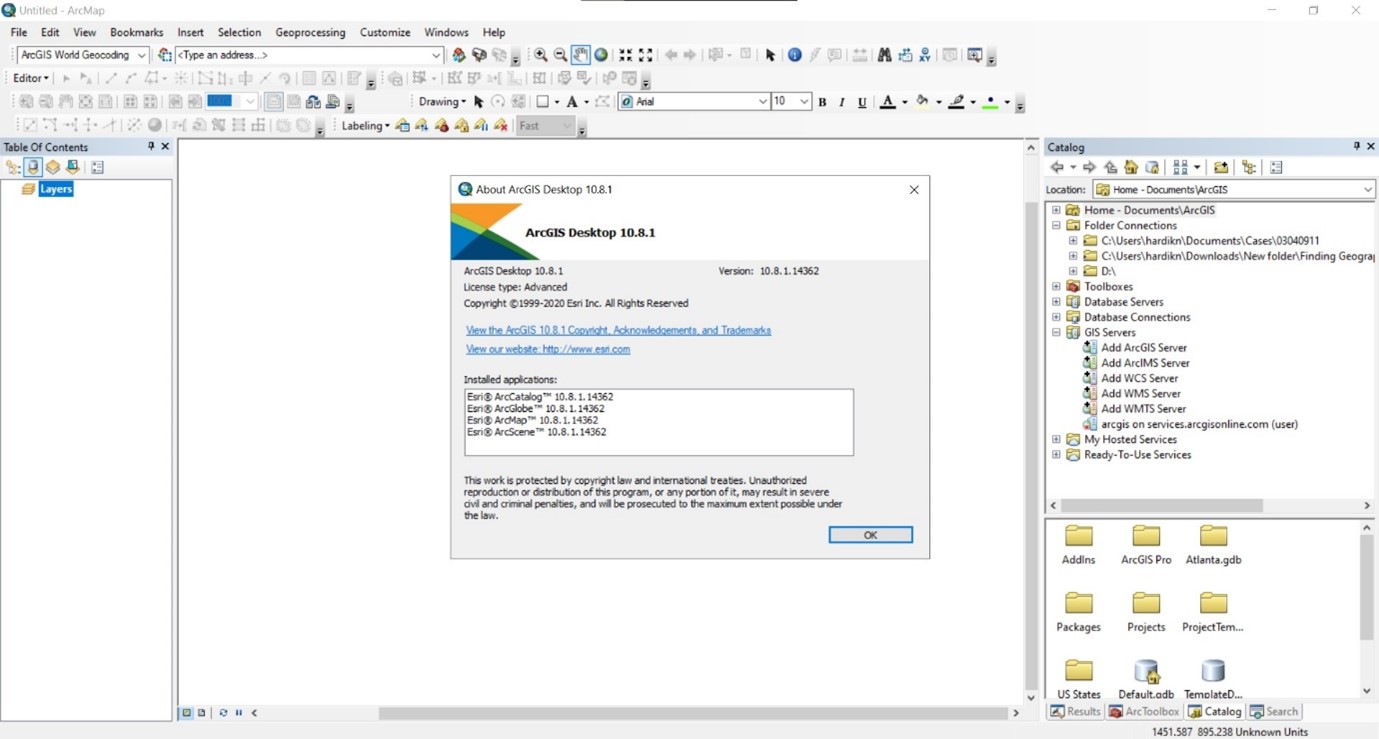 Untitled - ArcMap
File Edit View Bookmarks Insert Selection Geoprocessing Customize Windows Help
ArcGIS World Geocoding <Type an address...>
Editor
Drawing A Arial 10 B I U A
Labeling Fast
Table Of Contents
Layers
About ArcGIS Desktop 10.8.1
ArcGIS Desktop 10.8.1
ArcGIS Desktop 10.8.1 Version: 10.8.1.14362
License type: Advanced
Copyright ©1999-2020 Esri Inc. All Rights Reserved
View the ArcGIS 10.8.1 Copyright, Acknowledgements, and Trademarks
View our website: http://www.esri.com
Installed applications:
Esri® ArcCatalog™ 10.8.1.14362
Esri® ArcGlobe™ 10.8.1.14362
Esri® ArcMap™ 10.8.1.14362
Esri® ArcScene™ 10.8.1.14362
This work is protected by copyright law and international treaties. Unauthorized
reproduction or distribution of this program, or any portion of it, may result in severe
civil and criminal penalties, and will be prosecuted to the maximum extent possible under
the law.
OK
Catalog
Location: Home - Documents\ArcGIS
Home - Documents\ArcGIS
Folder Connections
C:\Users\hardikn\Documents\Cases\03040911
C:\Users\hardikn\Downloads\New folder\Finding Geogra
D:\
Toolboxes
Database Servers
Database Connections
GIS Servers
Add ArcGIS Server
Add ArcIMS Server
Add WCS Server
Add WMS Server
Add WMTS Server
arcgis on services.arcgisonline.com (user)
My Hosted Services
Ready-To-Use Services
AddIns ArcGIS Pro Atlanta.gdb
Packages Projects ProjectTem...
US States Default.gdb TemplateD...
Results ArcToolbox Catalog Search
1451.587 895.238 Unknown Units